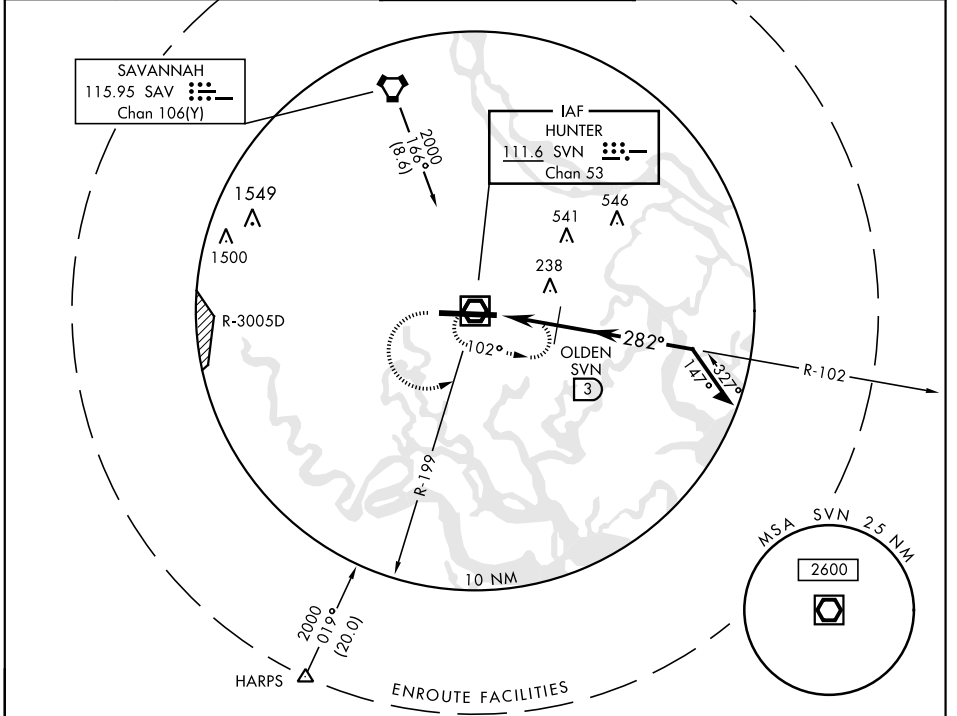 SAVANNAH
115.95 SAV
Chan 106(Y)
2000
166°
(8.6)
IAF
HUNTER
111.6 SVN
Chan 53
1549
1500
541
546
238
R-3005D
102°
OLDEN
SVN
3
282°
147°
327°
R-102
R-199
10 NM
2000
019°
(20.0)
HARPS
ENROUTE FACILITIES
MSA SVN 25 NM
2600